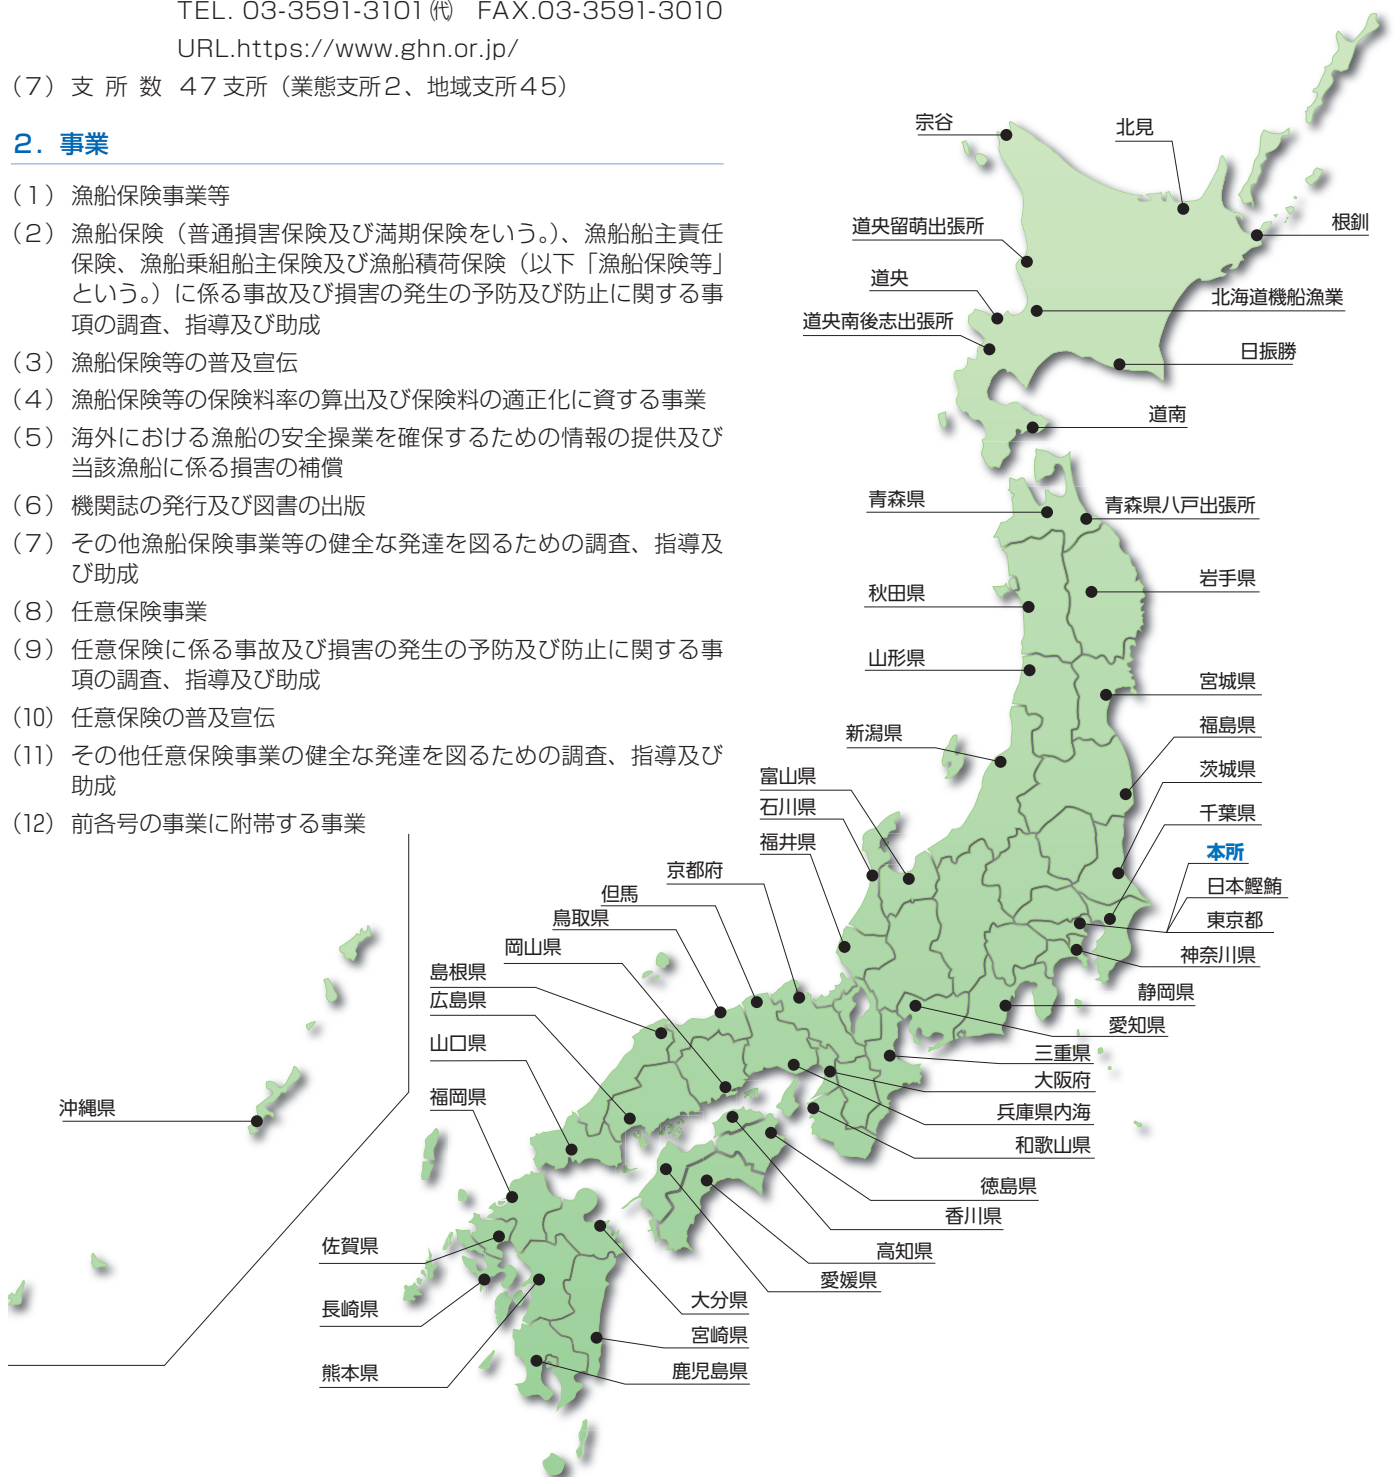 TEL. 03-3591-3101㈹ FAX.03-3591-3010
URL.https://www.ghn.or.jp/
（7）支 所 数 47支所（業態支所2、地域支所45）
2．事業
（1）漁船保険事業等
（2）漁船保険（普通損害保険及び満期保険をいう。）、漁船船主責任
保険、漁船乗組船主保険及び漁船積荷保険（以下「漁船保険等」
という。）に係る事故及び損害の発生の予防及び防止に関する事
項の調査、指導及び助成
（3）漁船保険等の普及宣伝
（4）漁船保険等の保険料率の算出及び保険料の適正化に資する事業
（5）海外における漁船の安全操業を確保するための情報の提供及び
当該漁船に係る損害の補償
（6）機関誌の発行及び図書の出版
（7）その他漁船保険事業等の健全な発達を図るための調査、指導及
び助成
（8）任意保険事業
（9）任意保険に係る事故及び損害の発生の予防及び防止に関する事
項の調査、指導及び助成
（10）任意保険の普及宣伝
（11）その他任意保険事業の健全な発達を図るための調査、指導及び
助成
（12）前各号の事業に附帯する事業
宗谷
北見
道央留萌出張所
根釧
道央
北海道機船漁業
道央南後志出張所
日振勝
道南
青森県
青森県八戸出張所
岩手県
秋田県
山形県
宮城県
福島県
新潟県
茨城県
富山県
石川県
千葉県
福井県
本所
京都府
日本鰹鮪
但馬
東京都
鳥取県
岡山県
神奈川県
島根県
静岡県
広島県
愛知県
山口県
三重県
大阪府
福岡県
沖縄県
兵庫県内海
和歌山県
徳島県
香川県
佐賀県
高知県
愛媛県
大分県
長崎県
宮崎県
熊本県
鹿児島県